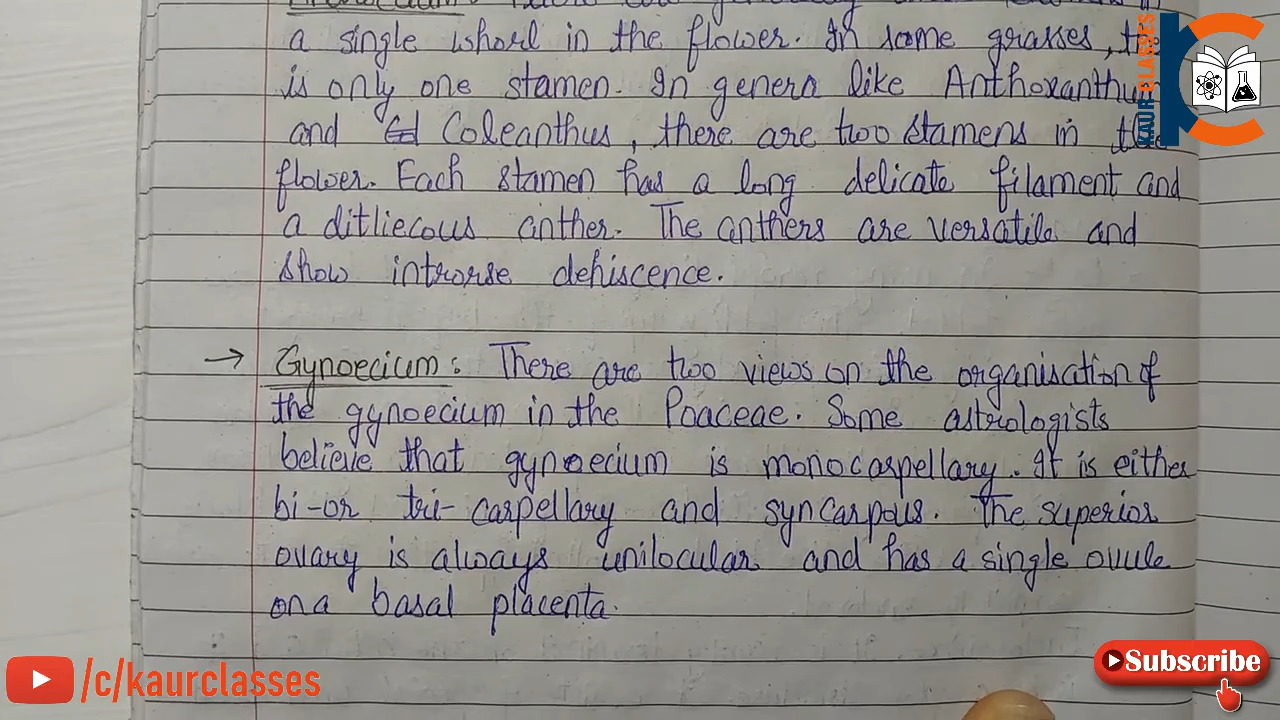 a single whorl in the flower. In some grasses, the
is only one stamen. In genera like Anthoxanthum
and Coleanthus, there are two stamens in the
flower. Each stamen has a long delicate filament and
a ditliecous anther. The anthers are versatile and
show introrse dehiscence.
→ Gynoecium: There are two views on the organisation of
the gynoecium in the Poaceae. Some astrologists
believe that gynoecium is monocarpellary. It is either
bi-or tri-carpellary and syncarpous. The superior
ovary is always unilocular and has a single ovule
on a basal placenta.
KAUR CLASSES
/c/kaurclasses
Subscribe